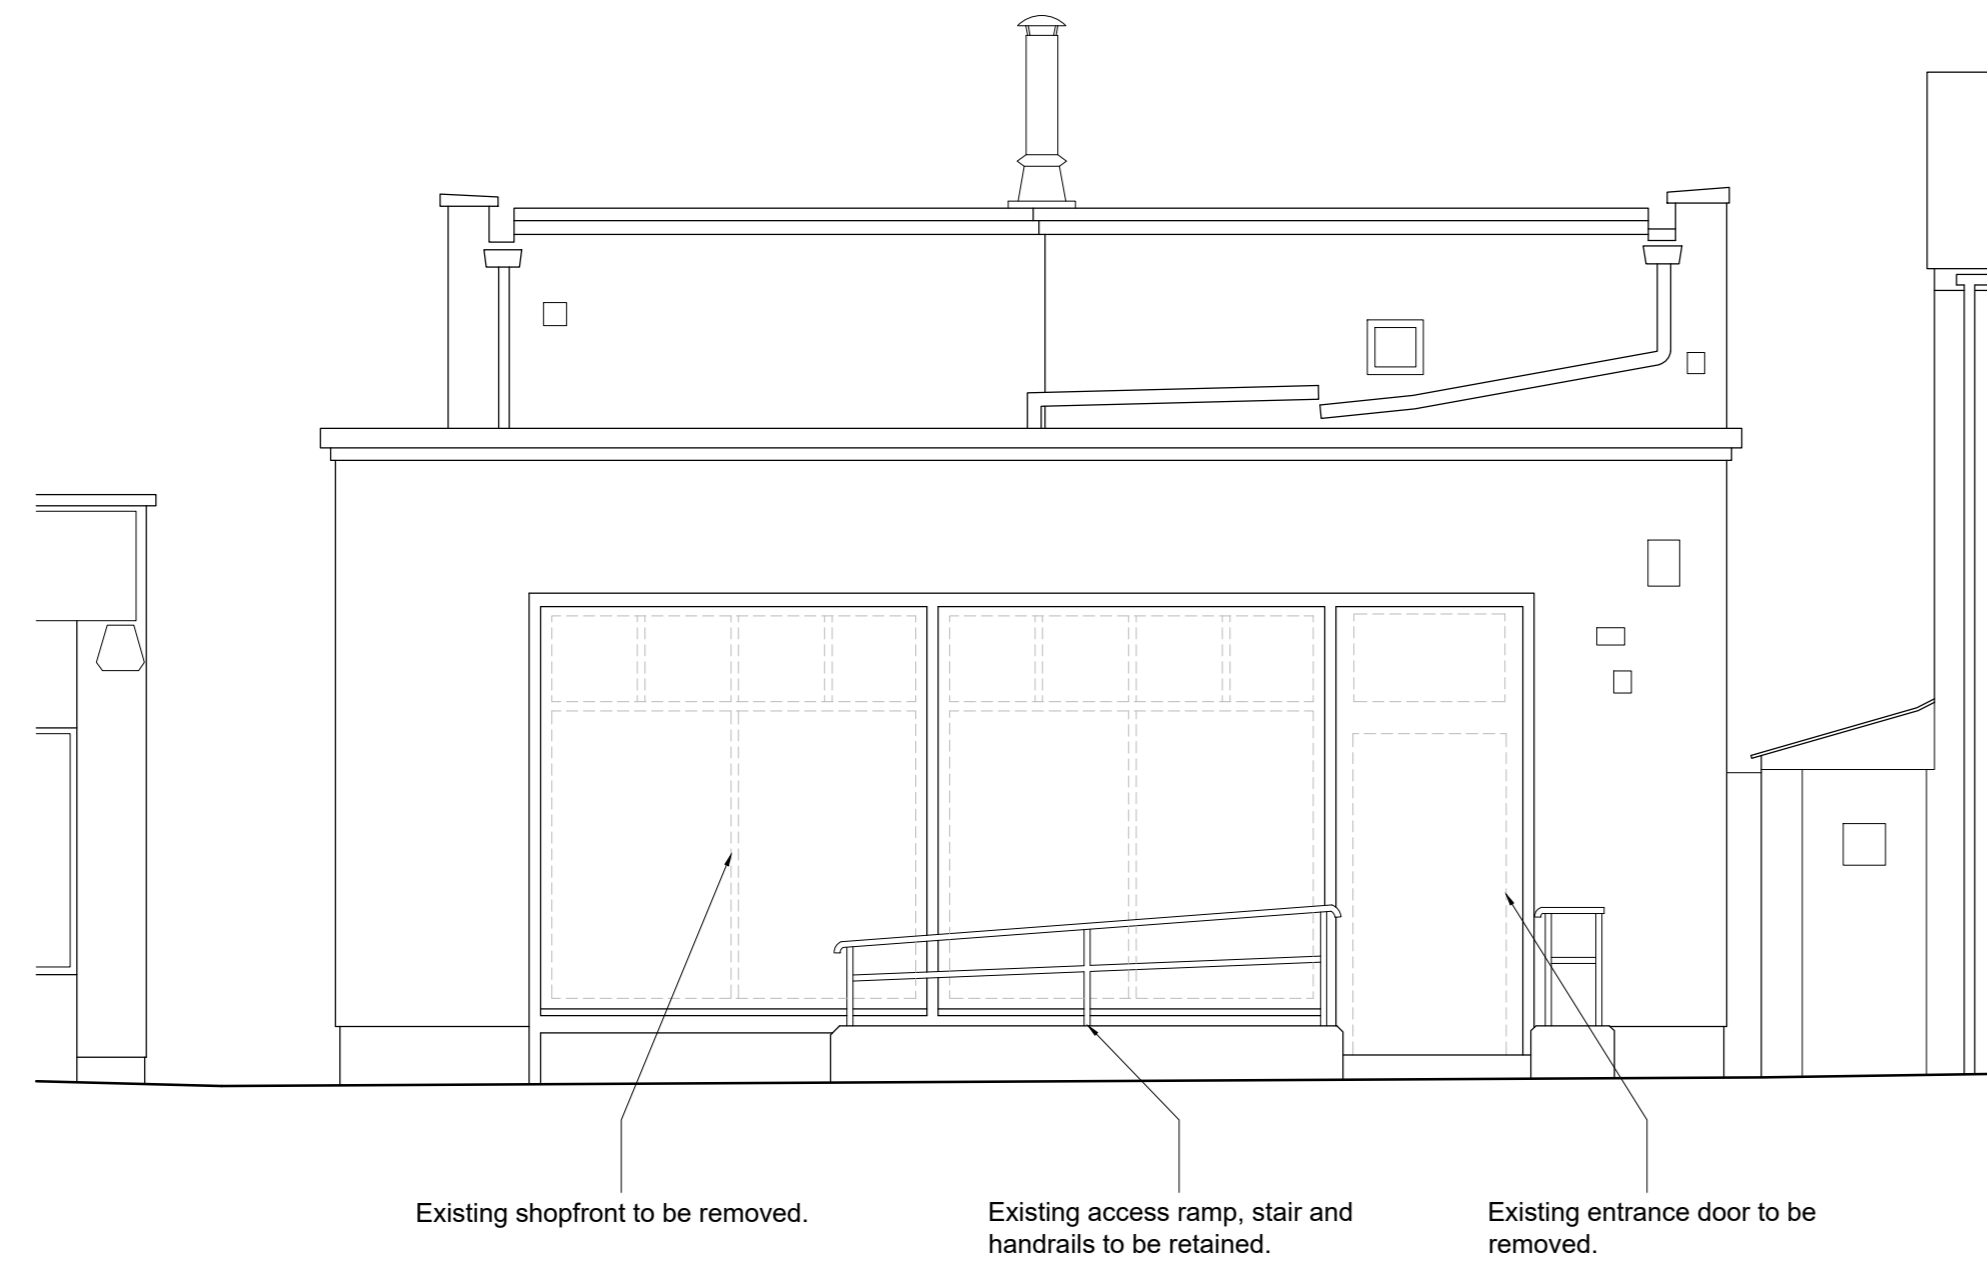 Existing shopfront to be removed.
Existing access ramp, stair and
handrails to be retained.
Existing entrance door to be
removed.